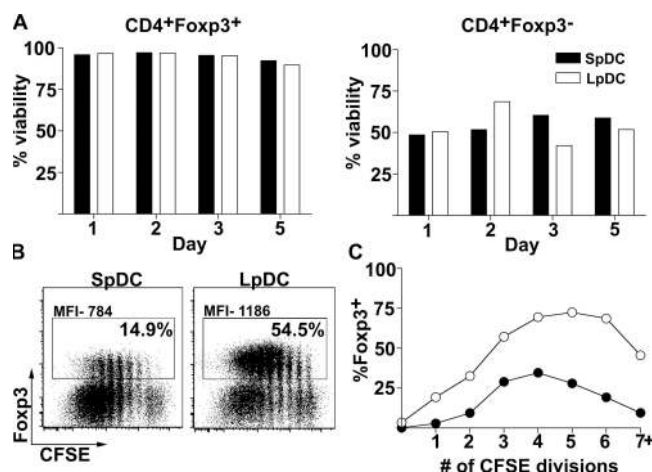 A
CD4+Foxp3+
CD4+Foxp3-
% viability
100
75
50
25
1 2 3 5
Day
% viability
100
75
50
25
1 2 3 5
Day
SpDC
LpDC
B
SpDC
LpDC
MFI- 784
14.9%
MFI- 1186
54.5%
Foxp3
CFSE
C
%Foxp3+
100
75
50
25
1 2 3 4 5 6 7+
# of CFSE divisions